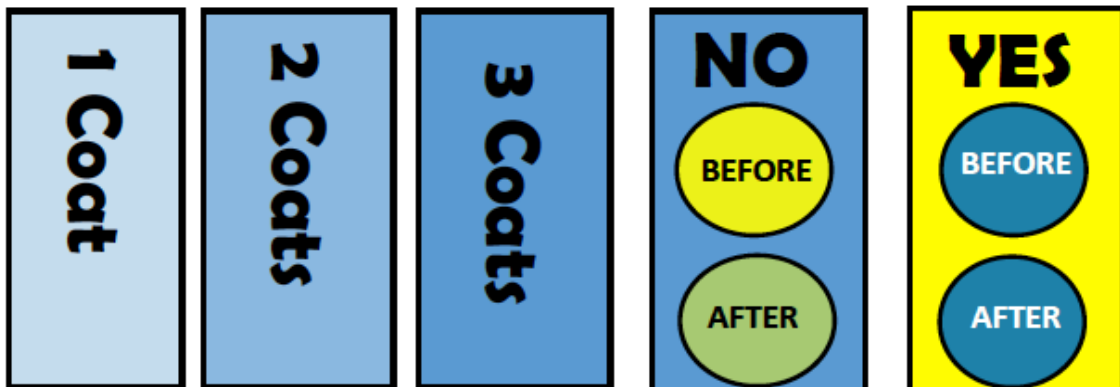 1 Coat
2 Coats
3 Coats
NO
BEFORE
AFTER
YES
BEFORE
AFTER